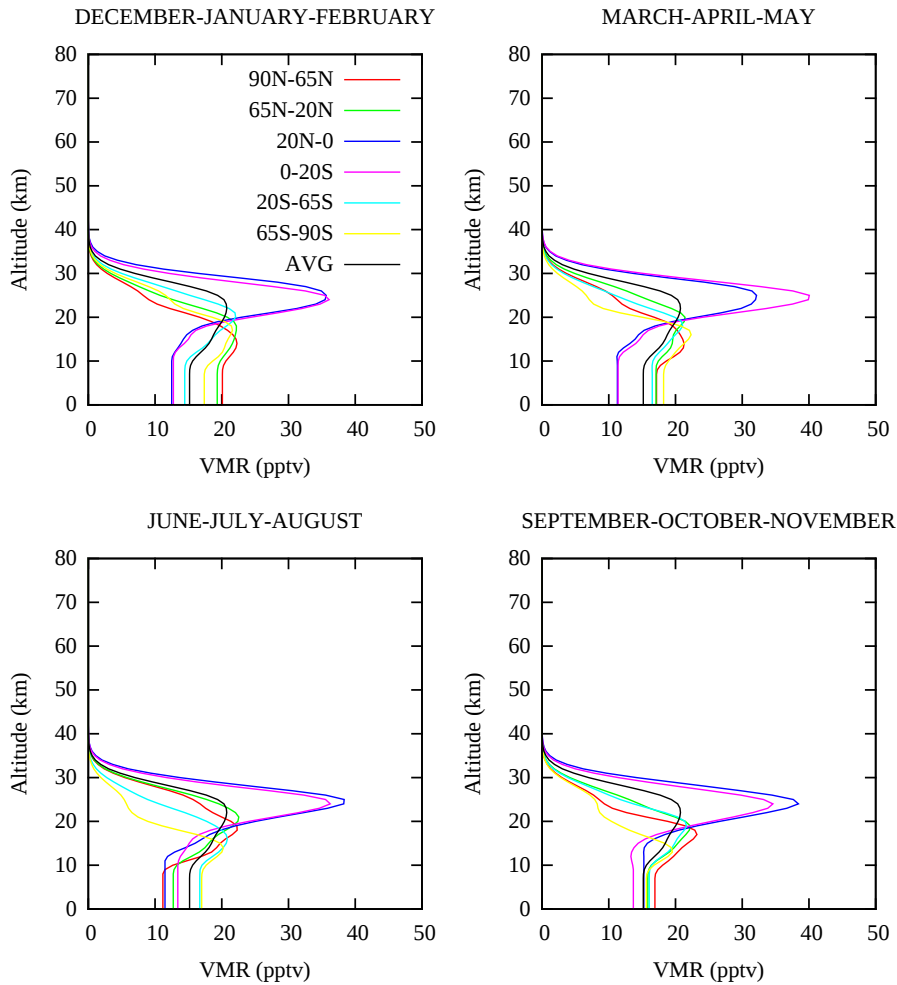 DECEMBER-JANUARY-FEBRUARY
80
70
60
50
40
30
20
10
0
Altitude (km)
90N-65N
65N-20N
20N-0
0-20S
20S-65S
65S-90S
AVG
0 10 20 30 40 50
VMR (pptv)
MARCH-APRIL-MAY
80
70
60
50
40
30
20
10
0
Altitude (km)
0 10 20 30 40 50
VMR (pptv)
JUNE-JULY-AUGUST
80
70
60
50
40
30
20
10
0
Altitude (km)
0 10 20 30 40 50
VMR (pptv)
SEPTEMBER-OCTOBER-NOVEMBER
80
70
60
50
40
30
20
10
0
Altitude (km)
0 10 20 30 40 50
VMR (pptv)